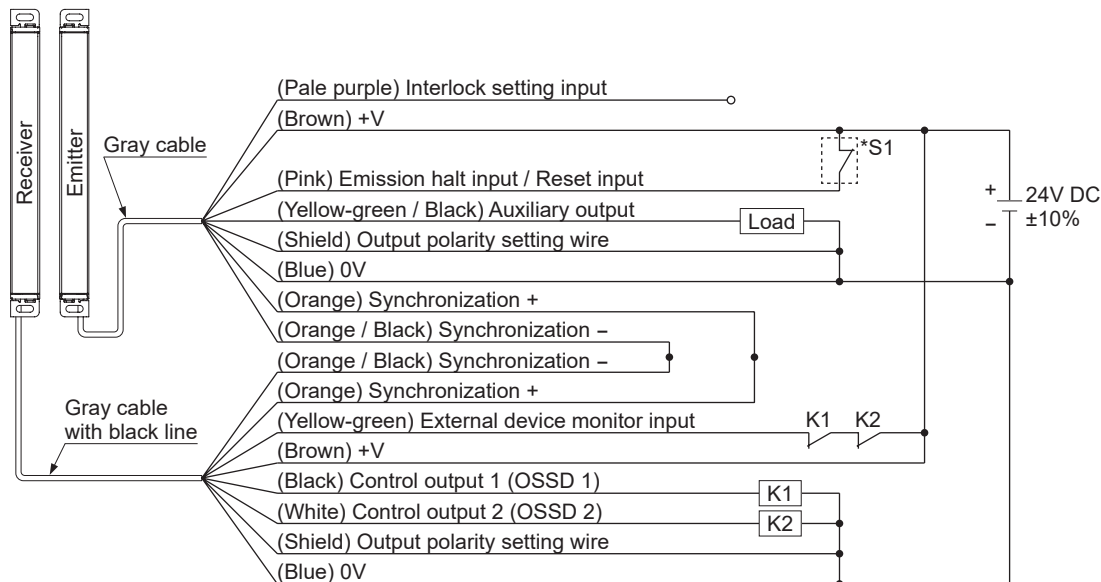 Receiver
Emitter
Gray cable
(Pale purple) Interlock setting input
(Brown) +V
*S1
(Pink) Emission halt input / Reset input
+
24V DC
−
±10%
(Yellow-green / Black) Auxiliary output
Load
(Shield) Output polarity setting wire
(Blue) 0V
(Orange) Synchronization +
(Orange / Black) Synchronization −
(Orange / Black) Synchronization −
(Orange) Synchronization +
Gray cable
with black line
(Yellow-green) External device monitor input
K1 K2
(Brown) +V
(Black) Control output 1 (OSSD 1)
K1
(White) Control output 2 (OSSD 2)
K2
(Shield) Output polarity setting wire
(Blue) 0V